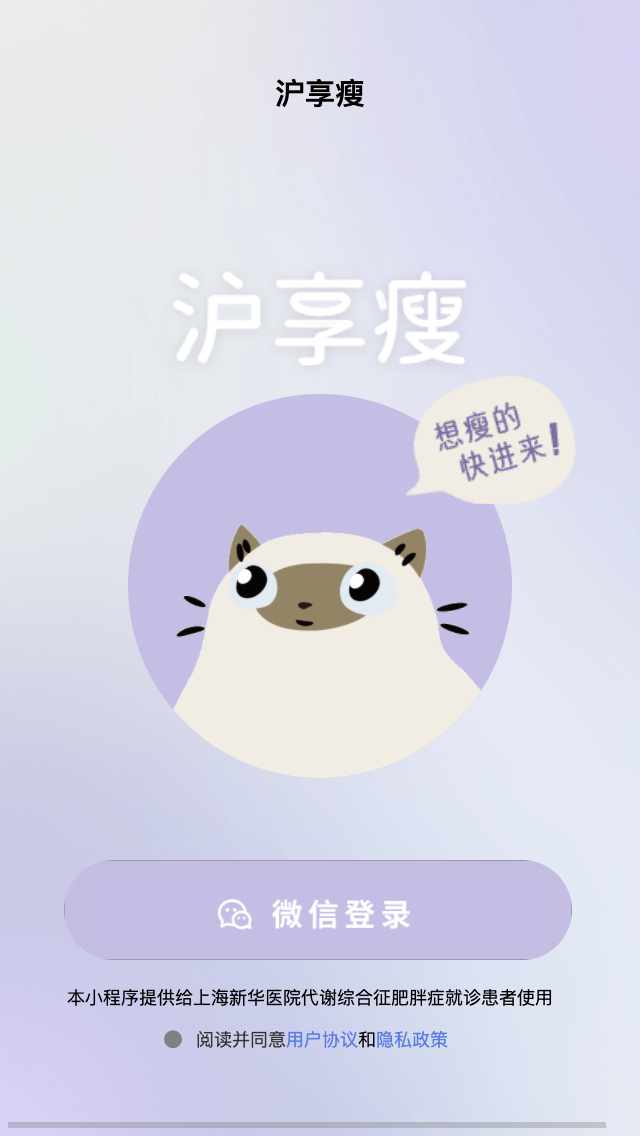 沪享瘦
沪享瘦
想瘦的
快进来!
微信登录
本小程序提供给上海新华医院代谢综合征肥胖症就诊患者使用
阅读并同意用户协议和隐私政策